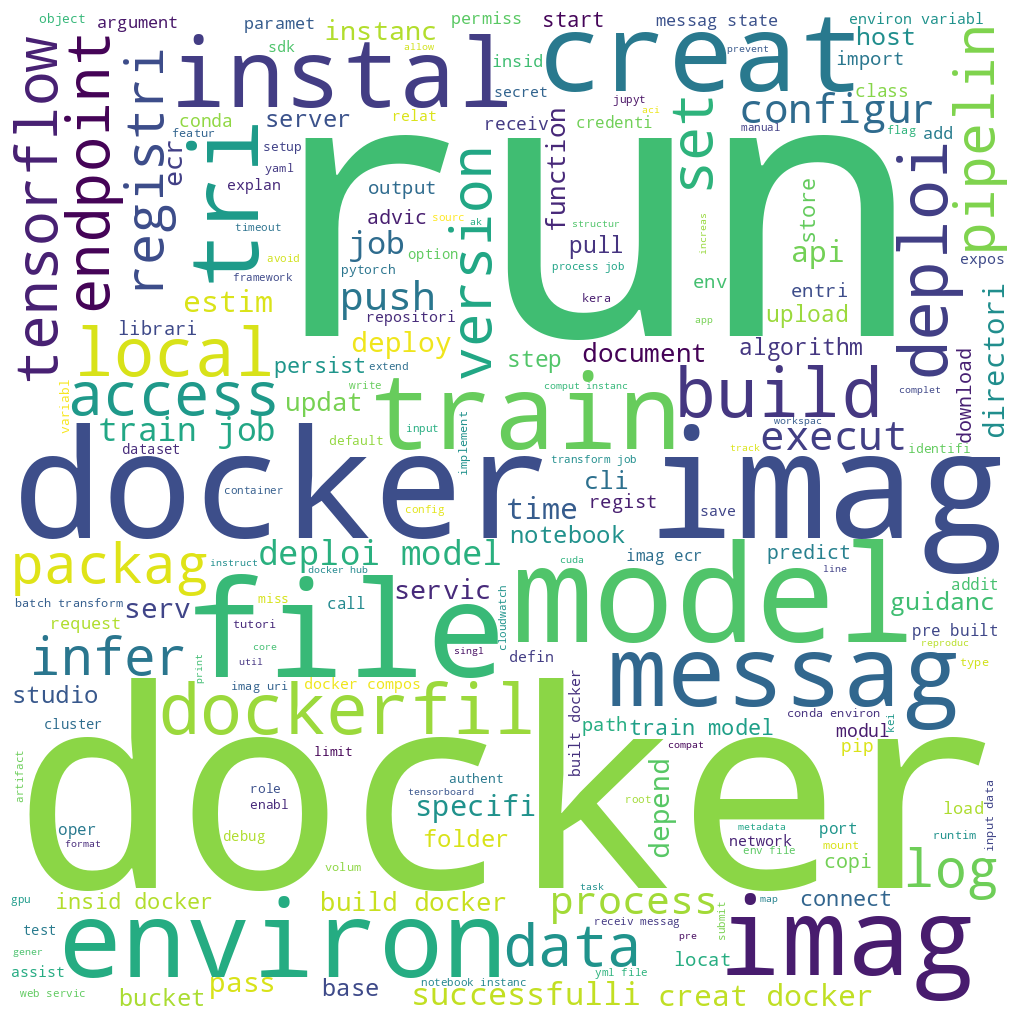 object
argument
paramet
permiss
start
messag state
environ variabl
instanc
sdk
allow
insid
prevent
host
import
instal
creat
pipelin
tensorflow
endpoint
registri
conda
server
secret
jupyt
aci
class
configur
featur
ecr
tri
relat
receiv
credenti
set
manual
flag
add
setup
yaml
explan
run
output
function
deploi
timeout
advic
sourc
ak
version
structur
increas
store
avoid
job
option
pull
api
expos
framework
pytorch
process job
estim
push
repositori
kera
env
entri
librari
app
upload
local
deploy
persist
extend
step
document
algorithm
download
directori
variabl
access
updat
write
train
comput instanc
build
complet
train job
default
input
implement
workspac
execut
identifi
dataset
transform job
track
docker imag
container
config
cli
time
regist
save
notebook
packag
instruct
docker hub
deploi model
imag ecr
cuda
predict
line
batch transform
serv
miss
call
servic
cloudwatch
model
addit
guidanc
request
tutori
file
core
singl
defin
pre built
reproduc
infer
print
util
messag
type
studio
imag uri
docker compos
cluster
dockerfil
path
train model
built docker
conda environ
modul
kei
artifact
limit
compat
pip
docker
role
enabl
authent
tensorboard
specifi
root
depend
load
input data
oper
format
debug
folder
metadata
network
env file
port
mount
runtim
volum
copi
log
gpu
insid docker
build docker
task
process
map
connect
test
environ
data
receiv messag
pre
submit
imag
gener
assist
yml file
locat
web servic
bucket
pass
base
notebook instanc
successfulli
creat docker